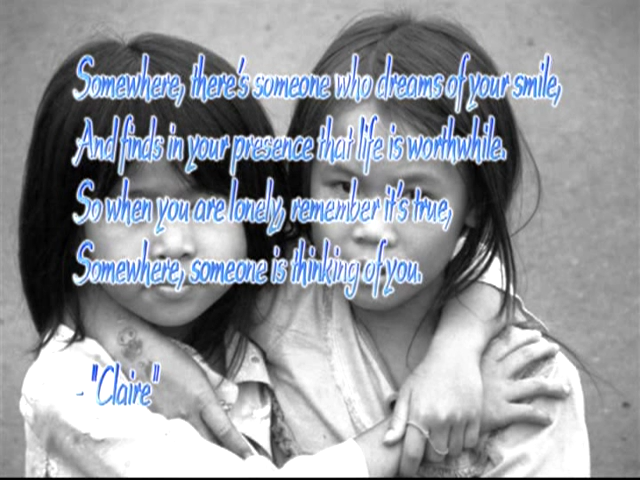 Somewhere, there's someone who dreams of your smile,
And finds in your presence that life is worthwhile.
So when you are lonely, remember it's true,
Somewhere, someone is thinking of you.
- "Claire"